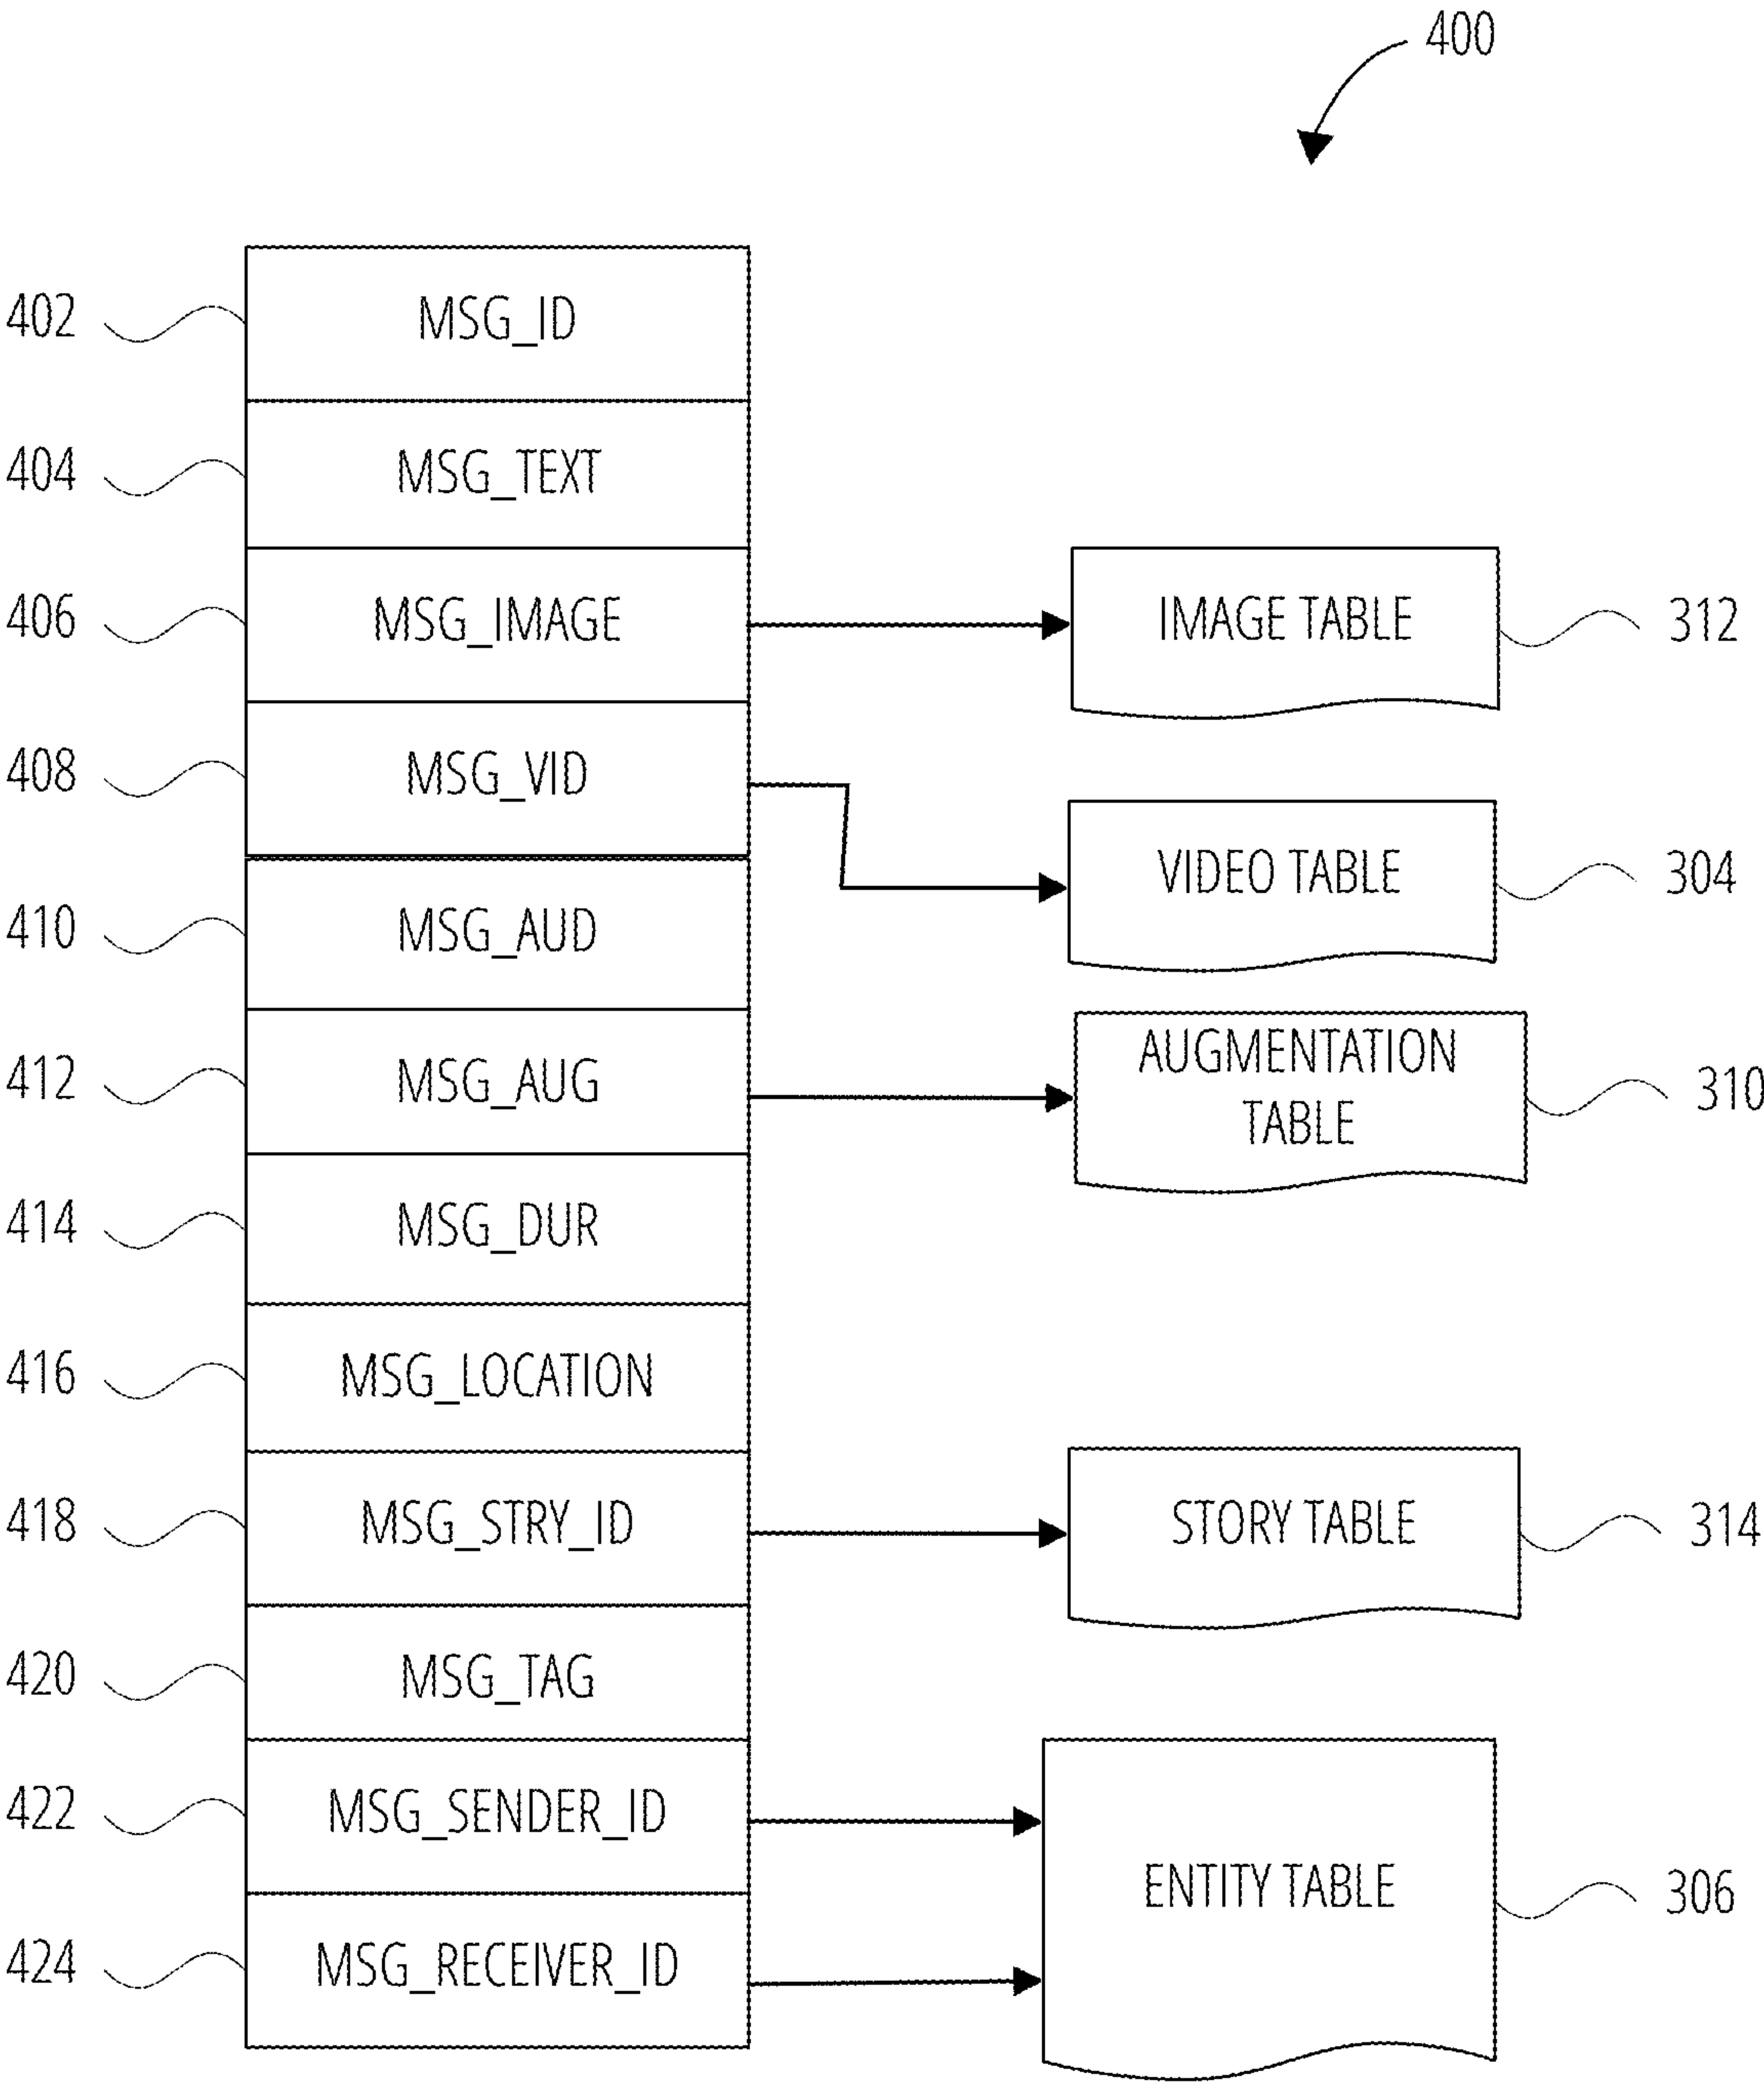 400
402 MSG_ID
404 MSG_TEXT
406 MSG_IMAGE IMAGE TABLE 312
408 MSG_VID VIDEO TABLE 304
410 MSG_AUD
412 MSG_AUG AUGMENTATION TABLE 310
414 MSG_DUR
416 MSG_LOCATION
418 MSG_STRY_ID STORY TABLE 314
420 MSG_TAG
422 MSG_SENDER_ID
ENTITY TABLE 306
424 MSG_RECEIVER_ID